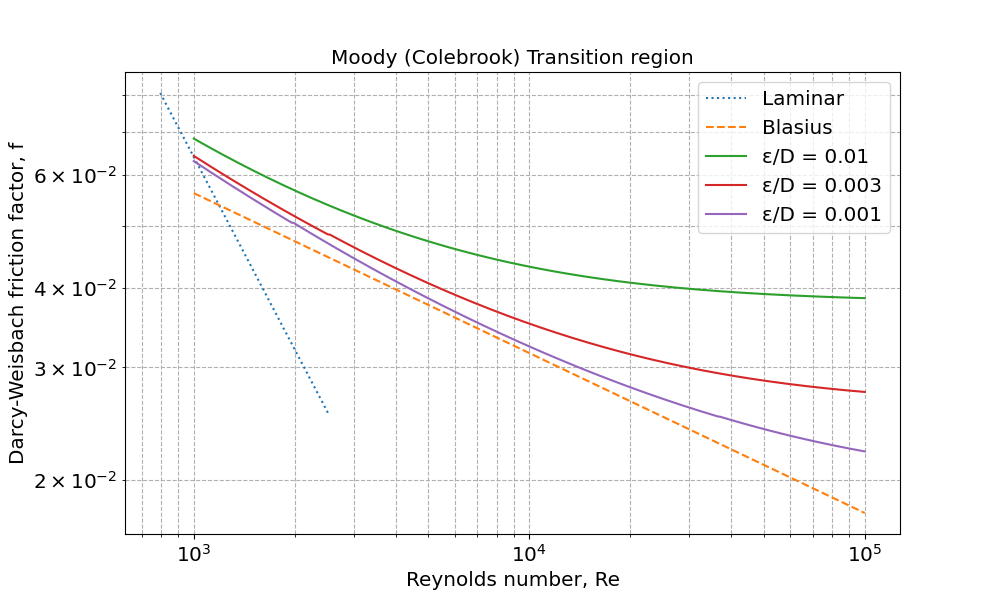 Moody (Colebrook) Transition region
Darcy-Weisbach friction factor, f
6 × 10⁻²
4 × 10⁻²
3 × 10⁻²
2 × 10⁻²
Laminar
Blasius
ε/D = 0.01
ε/D = 0.003
ε/D = 0.001
10³
10⁴
10⁵
Reynolds number, Re